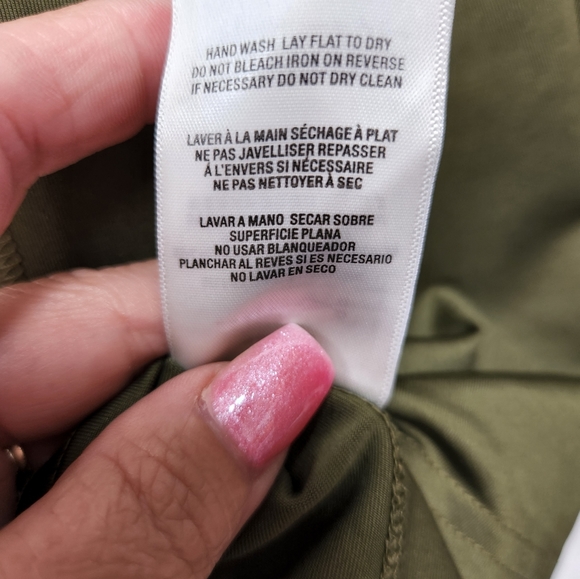 HAND WASH LAY FLAT TO DRY
DO NOT BLEACH IRON ON REVERSE
IF NECESSARY DO NOT DRY CLEAN
LAVER À LA MAIN SÉCHAGE À PLAT
NE PAS JAVELLISER REPASSER
À L'ENVERS SI NÉCESSAIRE
NE PAS NETTOYER À SEC
LAVAR A MANO SECAR SOBRE
SUPERFICIE PLANA
NO USAR BLANQUEADOR
PLANCHAR AL REVES SI ES NECESARIO
NO LAVAR EN SECO